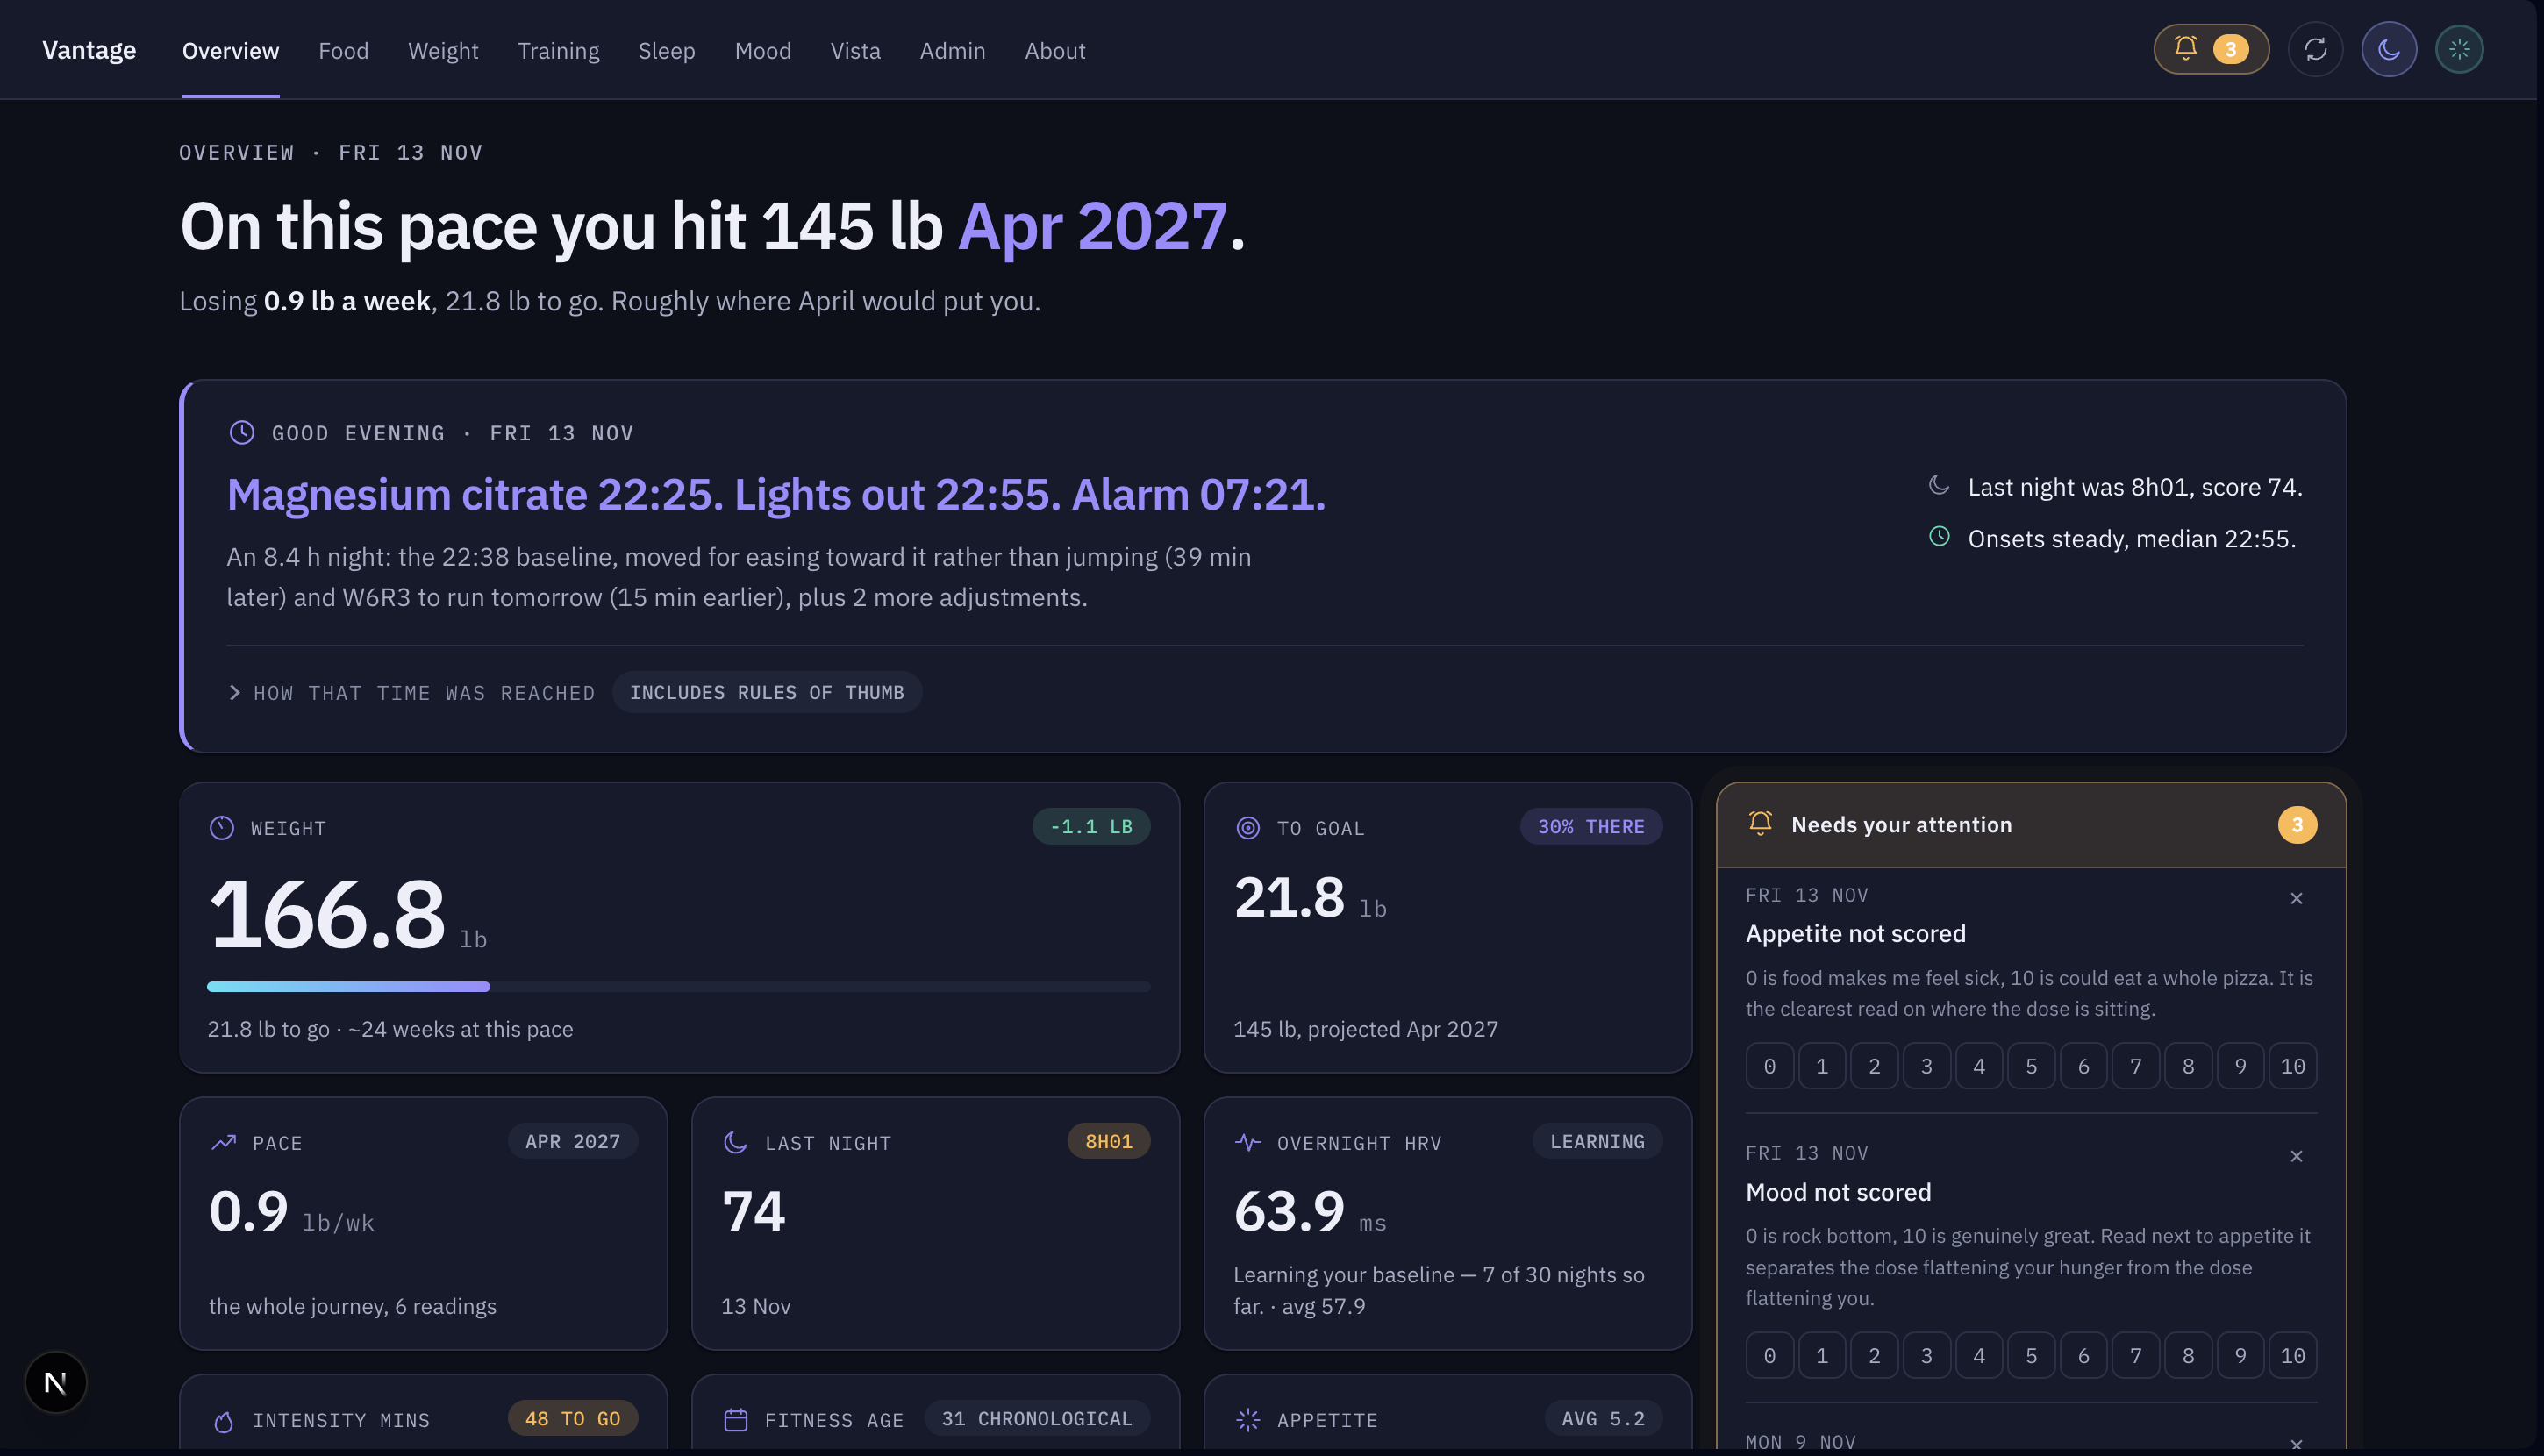 Vantage Overview Food Weight Training Sleep Mood Vista Admin About 3
OVERVIEW · FRI 13 NOV
On this pace you hit 145 lb Apr 2027.
Losing 0.9 lb a week, 21.8 lb to go. Roughly where April would put you.
GOOD EVENING · FRI 13 NOV
Magnesium citrate 22:25. Lights out 22:55. Alarm 07:21.
An 8.4 h night: the 22:38 baseline, moved for easing toward it rather than jumping (39 min
later) and W6R3 to run tomorrow (15 min earlier), plus 2 more adjustments.
Last night was 8h01, score 74.
Onsets steady, median 22:55.
HOW THAT TIME WAS REACHED INCLUDES RULES OF THUMB
WEIGHT -1.1 LB
166.8 lb
21.8 lb to go · ~24 weeks at this pace
TO GOAL 30% THERE
21.8 lb
145 lb, projected Apr 2027
PACE APR 2027
0.9 lb/wk
the whole journey, 6 readings
LAST NIGHT 8H01
74
13 Nov
OVERNIGHT HRV LEARNING
63.9 ms
Learning your baseline — 7 of 30 nights so
far. · avg 57.9
INTENSITY MINS 48 TO GO
FITNESS AGE 31 CHRONOLOGICAL
APPETITE AVG 5.2
Needs your attention 3
FRI 13 NOV ×
Appetite not scored
0 is food makes me feel sick, 10 is could eat a whole pizza. It is
the clearest read on where the dose is sitting.
0 1 2 3 4 5 6 7 8 9 10
FRI 13 NOV ×
Mood not scored
0 is rock bottom, 10 is genuinely great. Read next to appetite it
separates the dose flattening your hunger from the dose
flattening you.
0 1 2 3 4 5 6 7 8 9 10
MON 9 NOV ×
N